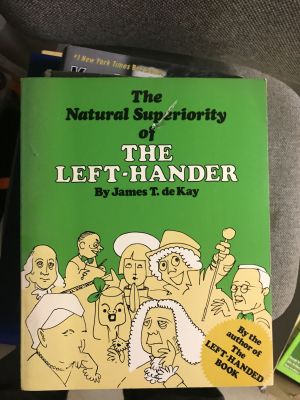 #1 New York Times Be
The
Natural Superiority
of
THE
LEFT-HANDER
By James T. de Kay
By the
author of
The
LEFT-HANDED
BOOK